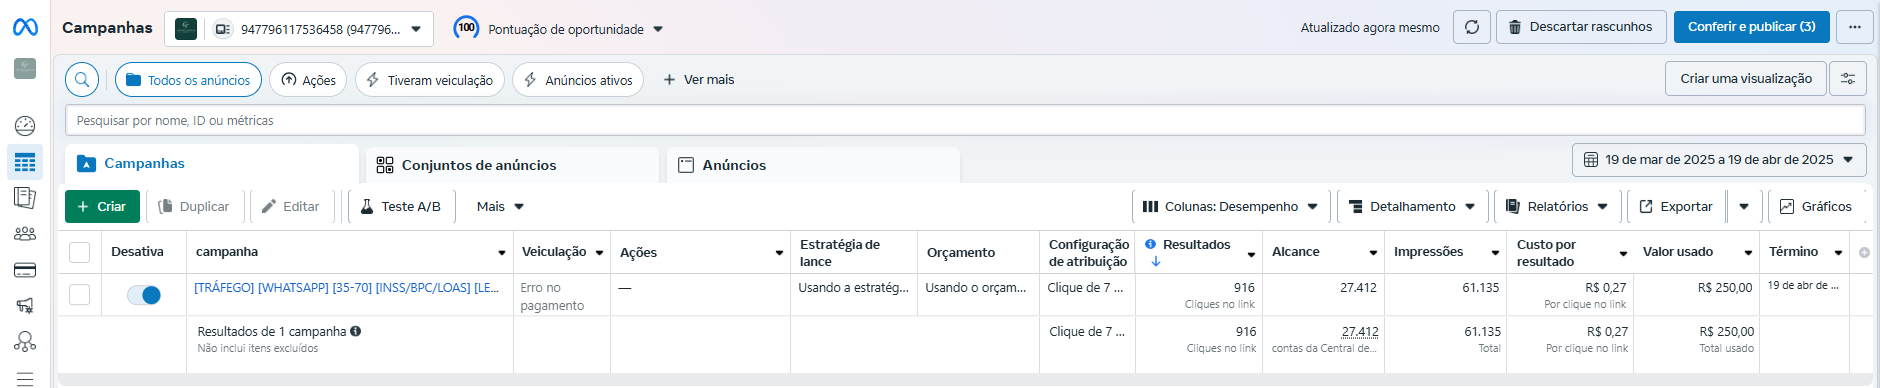 Campanhas
947796117536458 (947796...
100
Pontuação de oportunidade
Atualizado agora mesmo
Descartar rascunhos
Conferir e publicar (3)
Todos os anúncios
Ações
Tiveram veiculação
Anúncios ativos
+ Ver mais
Criar uma visualização
Pesquisar por nome, ID ou métricas
Campanhas
Conjuntos de anúncios
Anúncios
19 de mar de 2025 a 19 de abr de 2025
+ Criar
Duplicar
Editar
Teste A/B
Mais
Colunas: Desempenho
Detalhamento
Relatórios
Exportar
Gráficos
Desativa
campanha
Veiculação
Ações
Estratégia de
lance
Orçamento
Configuração
de atribuição
Resultados
Alcance
Impressões
Custo por
resultado
Valor usado
Término
[TRÁFEGO] [WHATSAPP] [35-70] [INSS/BPC/LOAS] [LE...
Erro no
pagamento
—
Usando a estratég...
Usando o orçam...
Clique de 7 ...
916
Cliques no link
27.412
61.135
R$ 0,27
Por clique no link
R$ 250,00
19 de abr de ...
Resultados de 1 campanha
Não inclui itens excluídos
Clique de 7 ...
916
Cliques no link
27.412
contas da Central de...
61.135
Total
R$ 0,27
Por clique no link
R$ 250,00
Total usado